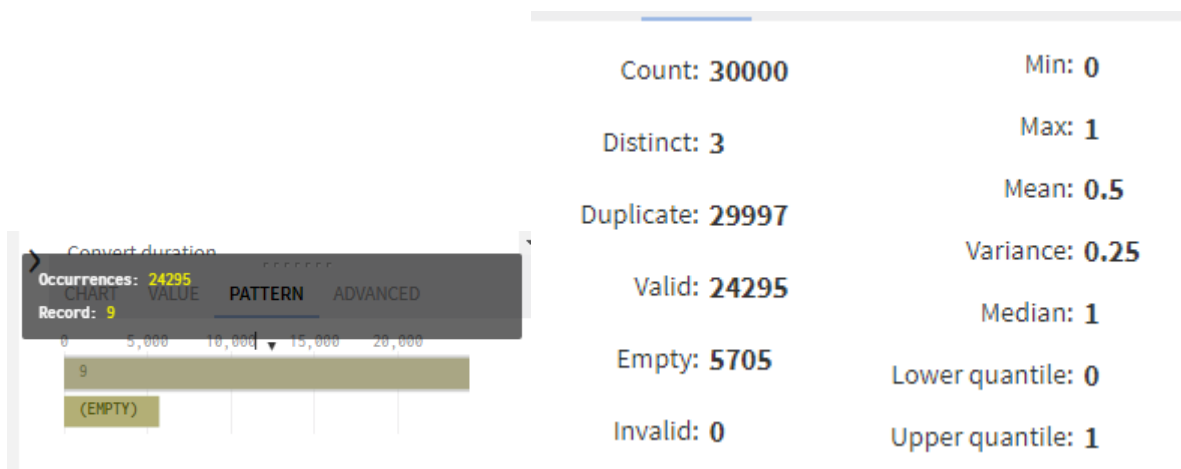 Convert duration
Occurrences: 24295
CHART VALUE PATTERN ADVANCED
Record: 9
0 5,000 10,000 15,000 20,000
9
(EMPTY)
Count: 30000
Distinct: 3
Duplicate: 29997
Valid: 24295
Empty: 5705
Invalid: 0
Min: 0
Max: 1
Mean: 0.5
Variance: 0.25
Median: 1
Lower quantile: 0
Upper quantile: 1